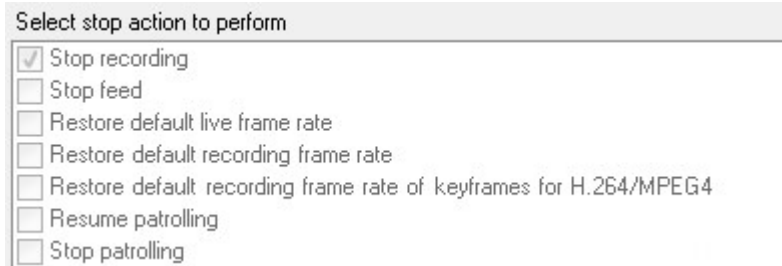 Select stop action to perform
Stop recording
Stop feed
Restore default live frame rate
Restore default recording frame rate
Restore default recording frame rate of keyframes for H.264/MPEG4
Resume patrolling
Stop patrolling